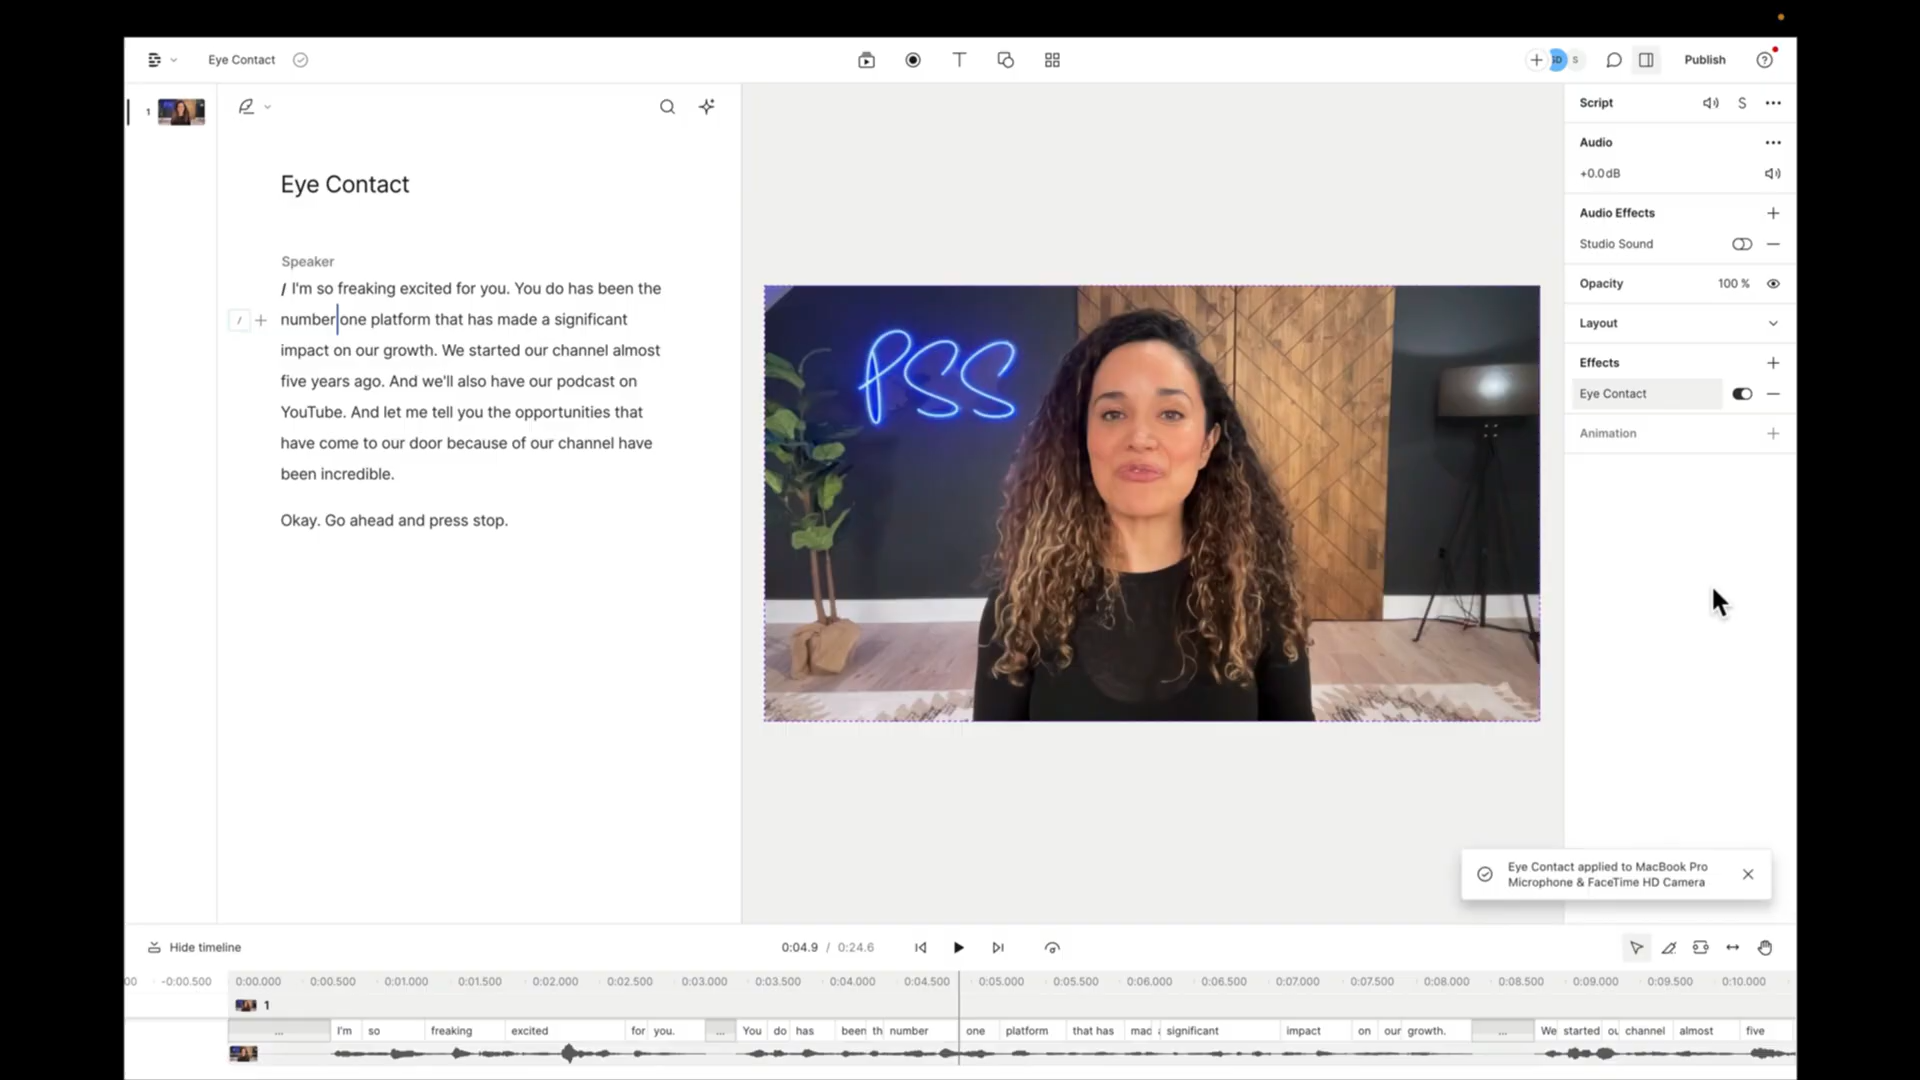 Eye Contact
D
S
Publish
1
Eye Contact
Speaker
/ I'm so freaking excited for you. You do has been the
/ + number one platform that has made a significant
impact on our growth. We started our channel almost
five years ago. And we'll also have our podcast on
YouTube. And let me tell you the opportunities that
have come to our door because of our channel have
been incredible.
Okay. Go ahead and press stop.
PSS
Script
S
Audio
+0.0dB
Audio Effects
Studio Sound
Opacity
100 %
Layout
Effects
Eye Contact
Animation
Eye Contact applied to MacBook Pro
Microphone & FaceTime HD Camera
Hide timeline
0:04.9 / 0:24.6
00 -0:00.500 0:00.000 0:00.500 0:01.000 0:01.500 0:02.000 0:02.500 0:03.000 0:03.500 0:04.000 0:04.500 0:05.000 0:05.500 0:06.000 0:06.500 0:07.000 0:07.500 0:08.000 0:08.500 0:09.000 0:09.500 0:10.000
1
... I'm so freaking excited for you. ... You do has been th number one platform that has mad significant impact on our growth. ... We started ou channel almost five